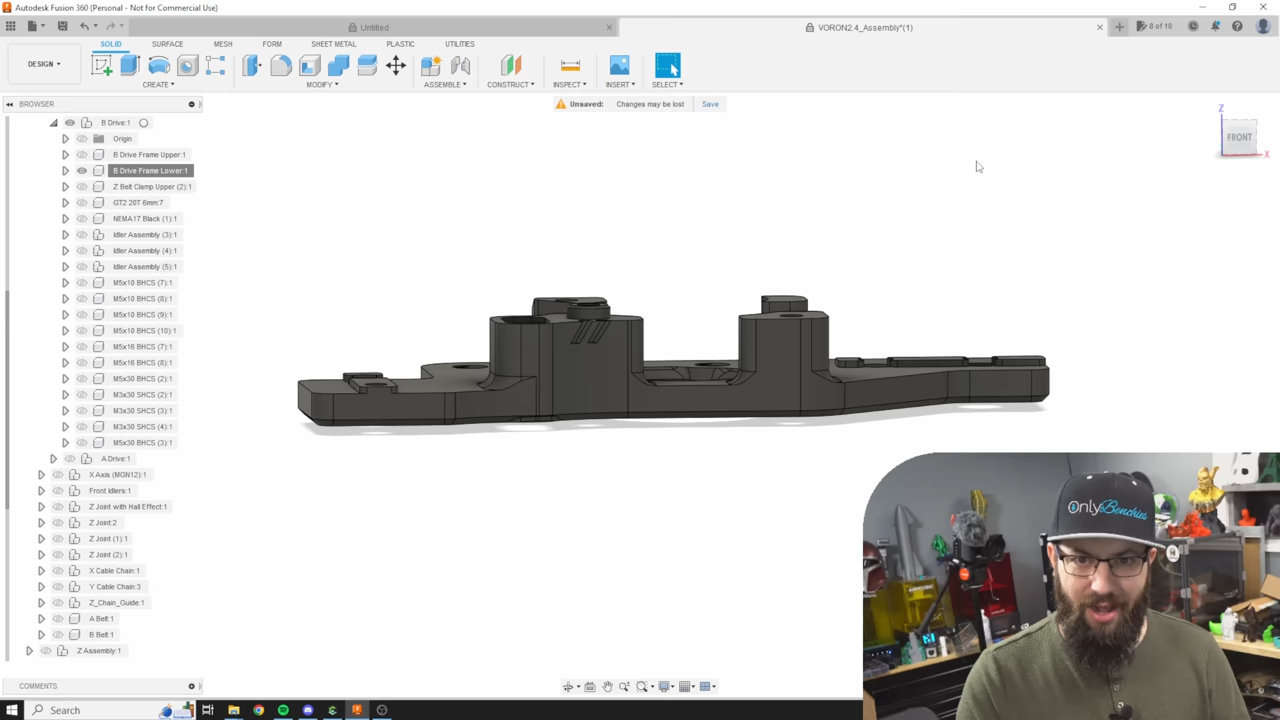 Autodesk Fusion 360 (Personal - Not for Commercial Use)
Untitled
VORON2.4_Assembly*(1)
8 of 10
DESIGN
SOLID
SURFACE
MESH
FORM
SHEET METAL
PLASTIC
UTILITIES
CREATE
MODIFY
ASSEMBLE
CONSTRUCT
INSPECT
INSERT
SELECT
BROWSER
Unsaved: Changes may be lost Save
B Drive:1
Origin
B Drive Frame Upper:1
B Drive Frame Lower:1
Z Belt Clamp Upper (2):1
GT2 20T 6mm:7
NEMA17 Black (1):1
Idler Assembly (3):1
Idler Assembly (4):1
Idler Assembly (5):1
M5x10 BHCS (7):1
M5x10 BHCS (8):1
M5x10 BHCS (9):1
M5x10 BHCS (10):1
M5x16 BHCS (7):1
M5x16 BHCS (8):1
M5x30 BHCS (2):1
M3x30 SHCS (2):1
M3x30 SHCS (3):1
M3x30 SHCS (4):1
M5x30 BHCS (3):1
A Drive:1
X Axis (MGN12):1
Front Idlers:1
Z Joint with Hall Effect:1
Z Joint:2
Z Joint (1):1
Z Joint (2):1
X Cable Chain:1
Y Cable Chain:3
Z_Chain_Guide:1
A Belt:1
B Belt:1
Z Assembly:1
COMMENTS
Z
FRONT
X
OnlyBenchies
Search